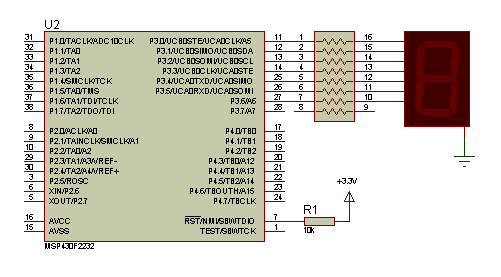 U2
31 P1.0/TACLK/ADC10CLK P3.0/UCB0STE/UCA0CLK/A5 11 1 16
32 P1.1/TA0 P3.1/UCB0SIMO/UCB0SDA 12 2 15
33 P1.2/TA1 P3.2/UCB0SOMI/UCB0SCL 13 3 14
34 P1.3/TA2 P3.3/UCB0CLK/UCA0STE 14 4 13
35 P1.4/SMCLK/TCK P3.4/UCA0TXD/UCA0SIMO 25 5 12
36 P1.5/TA0/TMS P3.5/UCA0RXD/UCA0SOMI 26 6 11
37 P1.6/TA1/TDI/TCLK P3.6/A6 27 7 10
38 P1.7/TA2/TDO/TDI P3.7/A7 28 8 9
8 P2.0/ACLK/A0 P4.0/TB0 17
9 P2.1/TAINCLK/SMCLK/A1 P4.1/TB1 18
10 P2.2/TA0/A2 P4.2/TB2 19
29 P2.3/TA1/A3/VREF- P4.3/TB0/A12 20
30 P2.4/TA2/A4/VREF+ P4.4/TB1/A13 21
3 P2.5/ROSC P4.5/TB2/A14 22
6 XIN/P2.6 P4.6/TBOUTH/A15 23
5 XOUT/P2.7 P4.7/TBCLK 24
+3.3V
16 AVCC RST/NMI/SBWTDIO 7 R1
15 AVSS TEST/SBWTCK 1 10k
MSP430F2232